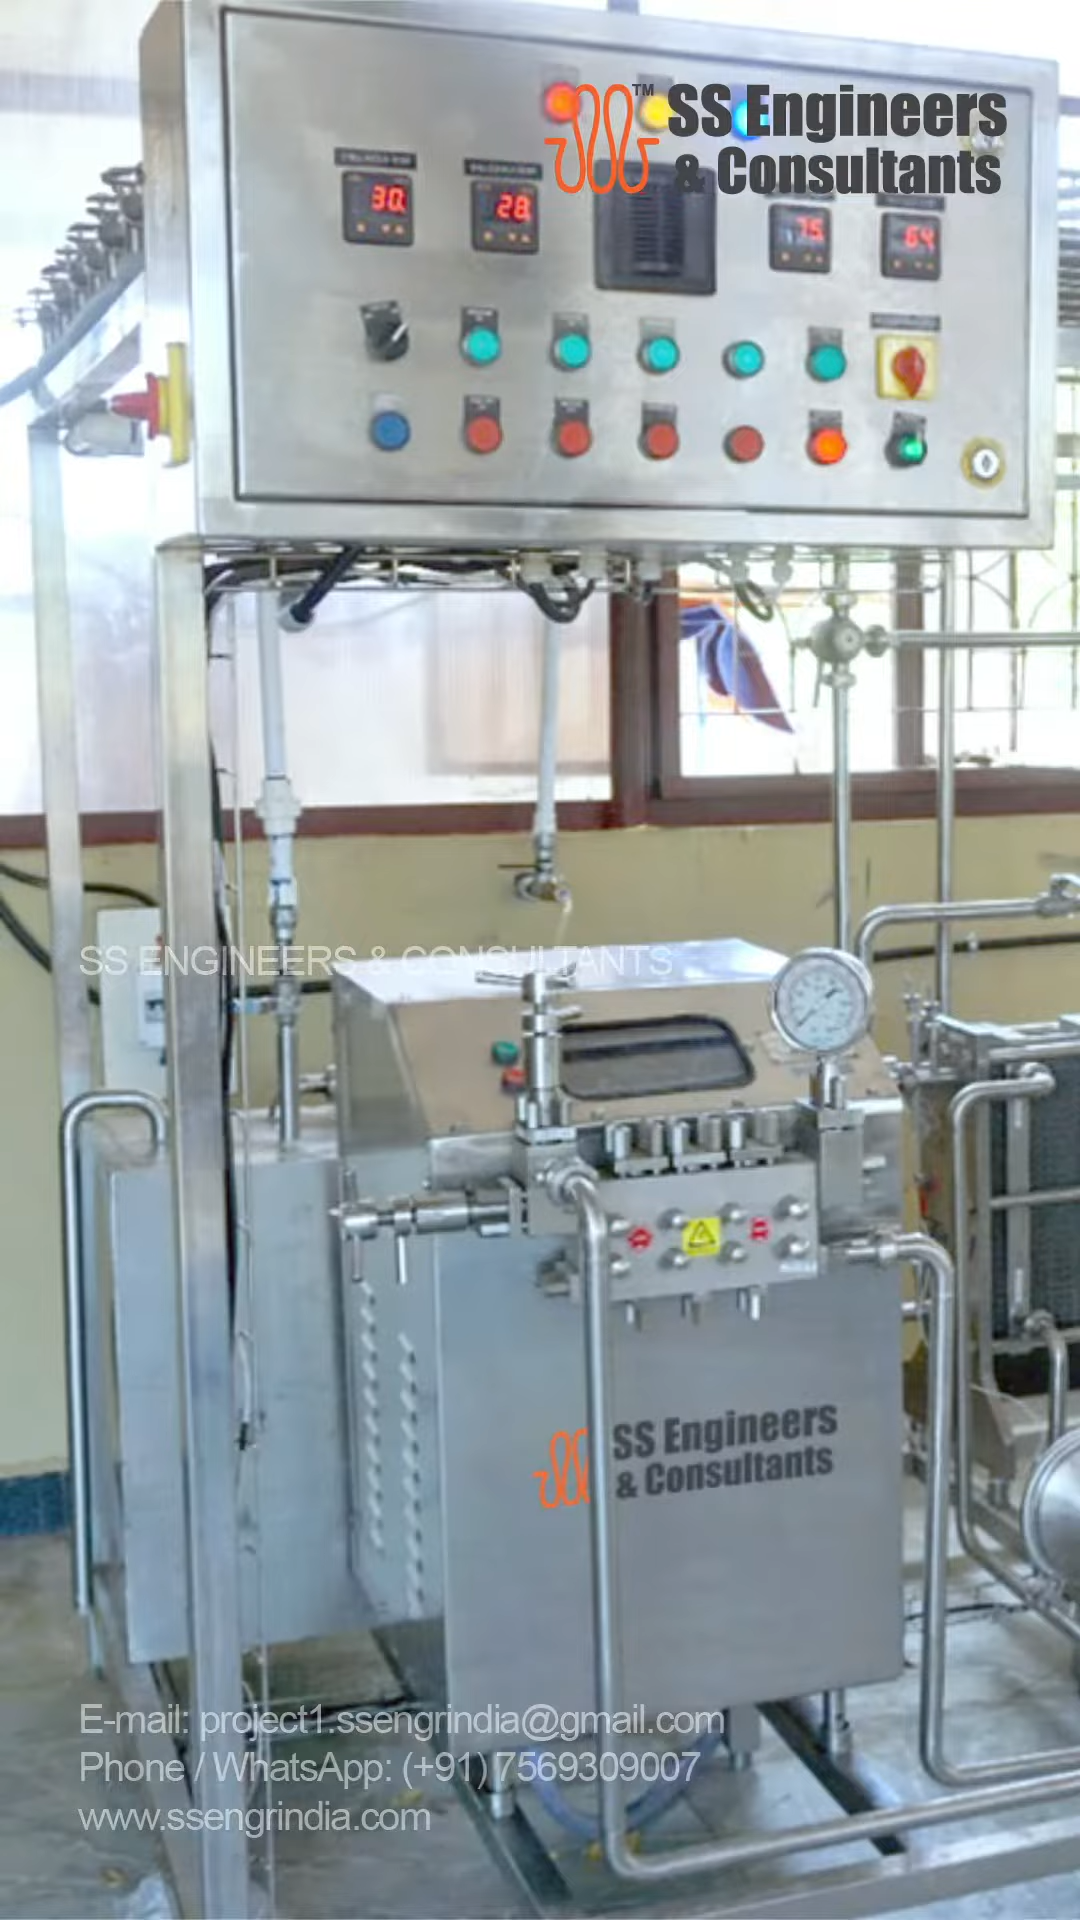 TM
SS Engineers
& Consultants
30.
28.
75.
64.
SS ENGINEERS & CONSULTANTS
SS Engineers
& Consultants
E-mail: project1.ssengrindia@gmail.com
Phone / WhatsApp: (+91) 7569309007
www.ssengrindia.com